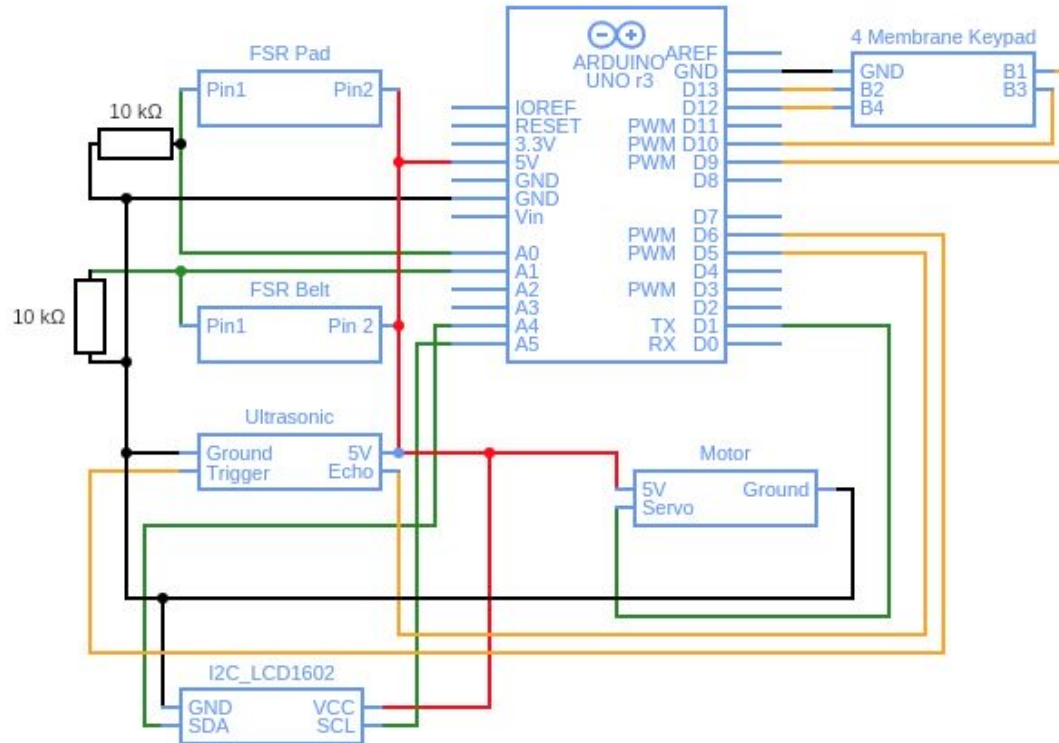 FSR Pad
Pin1 Pin2
10 kΩ
ARDUINO
UNO r3
IOREF
RESET
3.3V
5V
GND
GND
Vin
A0
A1
A2
A3
A4
A5
AREF
GND
D13
D12
PWM D11
PWM D10
PWM D9
D8
D7
PWM D6
PWM D5
D4
PWM D3
D2
TX D1
RX D0
4 Membrane Keypad
GND B1
B2 B3
B4
FSR Belt
Pin1 Pin 2
10 kΩ
Ultrasonic
Ground 5V
Trigger Echo
Motor
5V Ground
Servo
I2C_LCD1602
GND VCC
SDA SCL